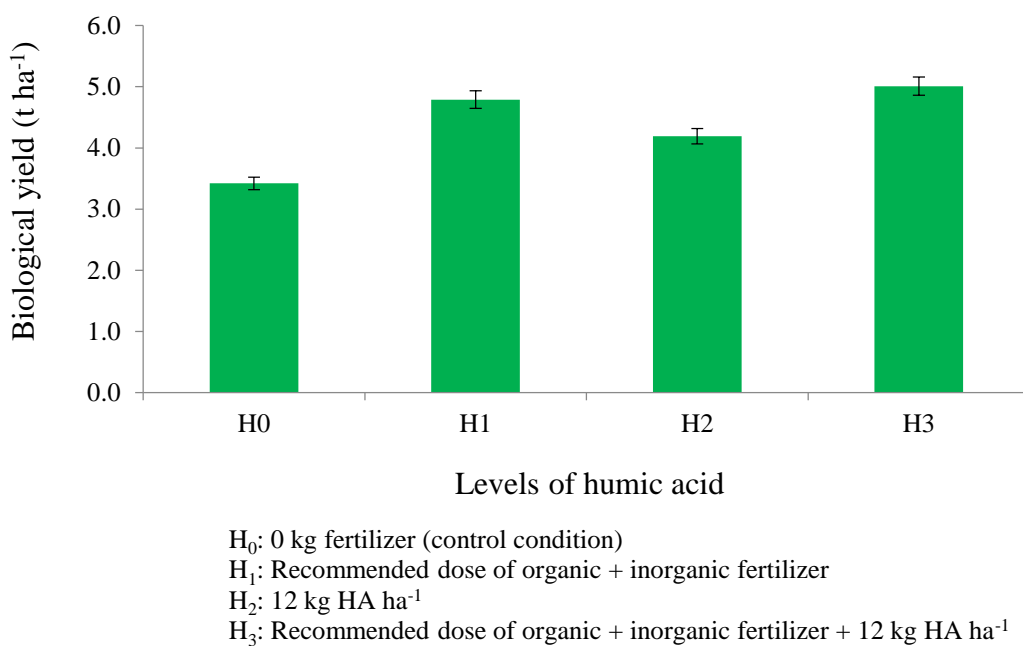 6.0
5.0
4.0
3.0
2.0
1.0
0.0
Biological yield (t ha⁻¹)
H0 H1 H2 H3
Levels of humic acid
H₀: 0 kg fertilizer (control condition)
H₁: Recommended dose of organic + inorganic fertilizer
H₂: 12 kg HA ha⁻¹
H₃: Recommended dose of organic + inorganic fertilizer + 12 kg HA ha⁻¹